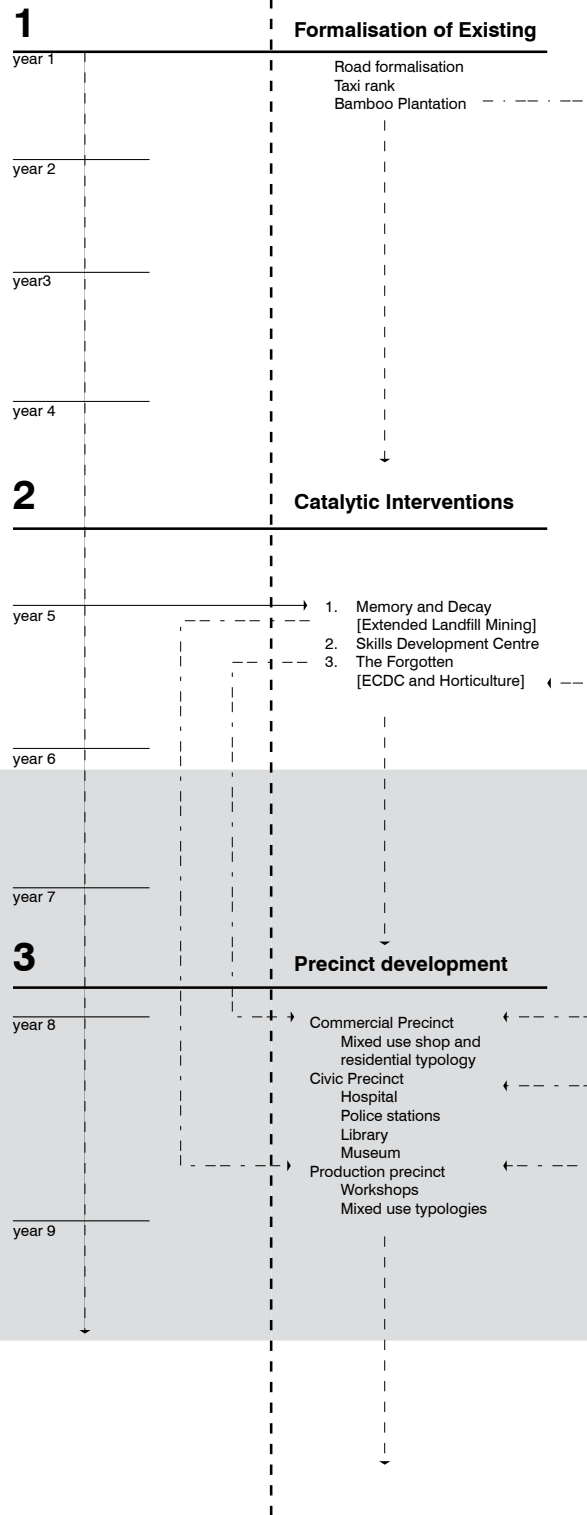 1
Formalisation of Existing
year 1
Road formalisation
Taxi rank
Bamboo Plantation
year 2
year3
year 4
2
Catalytic Interventions
year 5
1. Memory and Decay
[Extended Landfill Mining]
2. Skills Development Centre
3. The Forgotten
[ECDC and Horticulture]
year 6
year 7
3
Precinct development
year 8
Commercial Precinct
Mixed use shop and
residential typology
Civic Precinct
Hospital
Police stations
Library
Museum
Production precinct
Workshops
Mixed use typologies
year 9